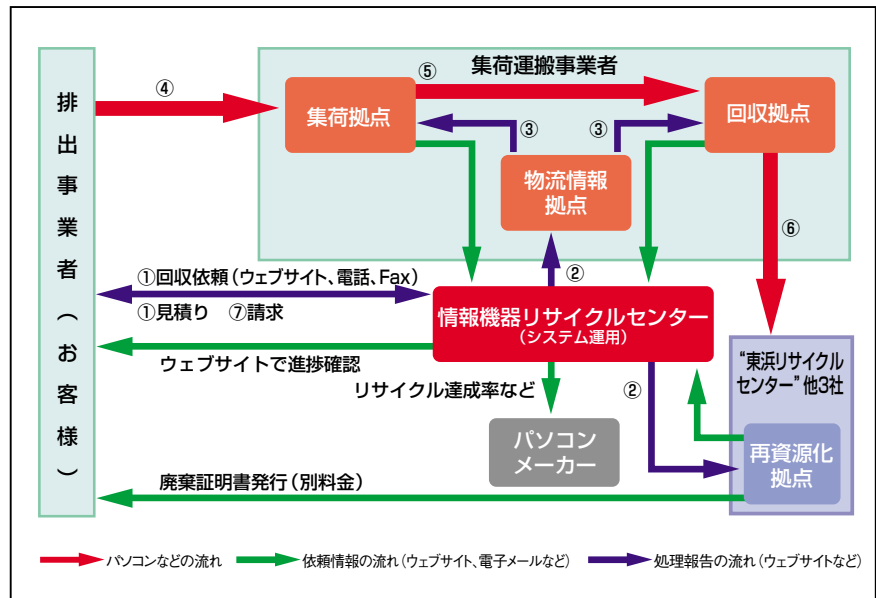 集荷運搬事業者
④
⑤
集荷拠点
回収拠点
③
③
物流情報
拠点
⑥
排出事業者（お客様）
①回収依頼（ウェブサイト、電話、Fax）
②
①見積り ⑦請求
情報機器リサイクルセンター
（システム運用）
ウェブサイトで進捗確認
リサイクル達成率など
②
“東浜リサイクル
センター”他3社
パソコン
メーカー
再資源化
拠点
廃棄証明書発行（別料金）
パソコンなどの流れ
依頼情報の流れ（ウェブサイト、電子メールなど）
処理報告の流れ（ウェブサイトなど）